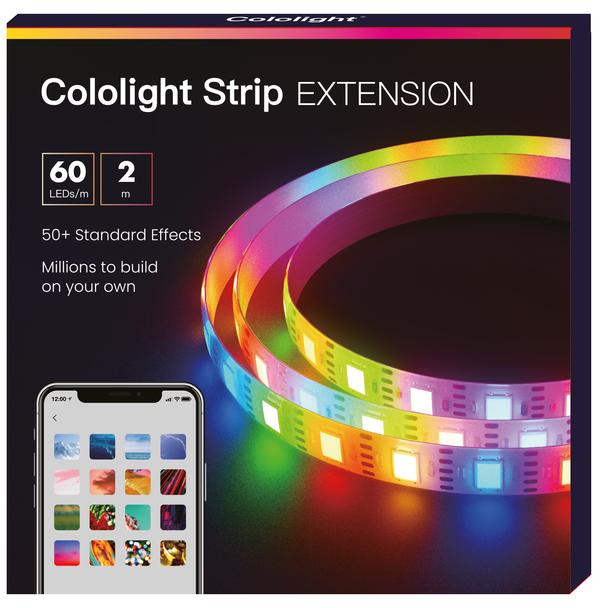 Cololight
Cololight Strip EXTENSION
60
LEDs/m
2
m
50+ Standard Effects
Millions to build
on your own
12:00